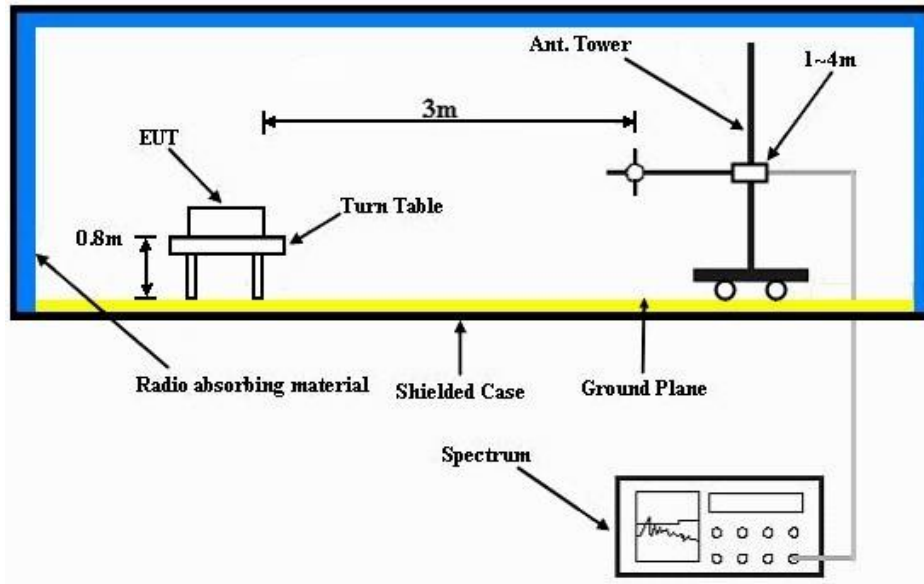 Ant. Tower
1~4m
3m
EUT
Turn Table
0.8m
Radio absorbing material
Shielded Case
Ground Plane
Spectrum